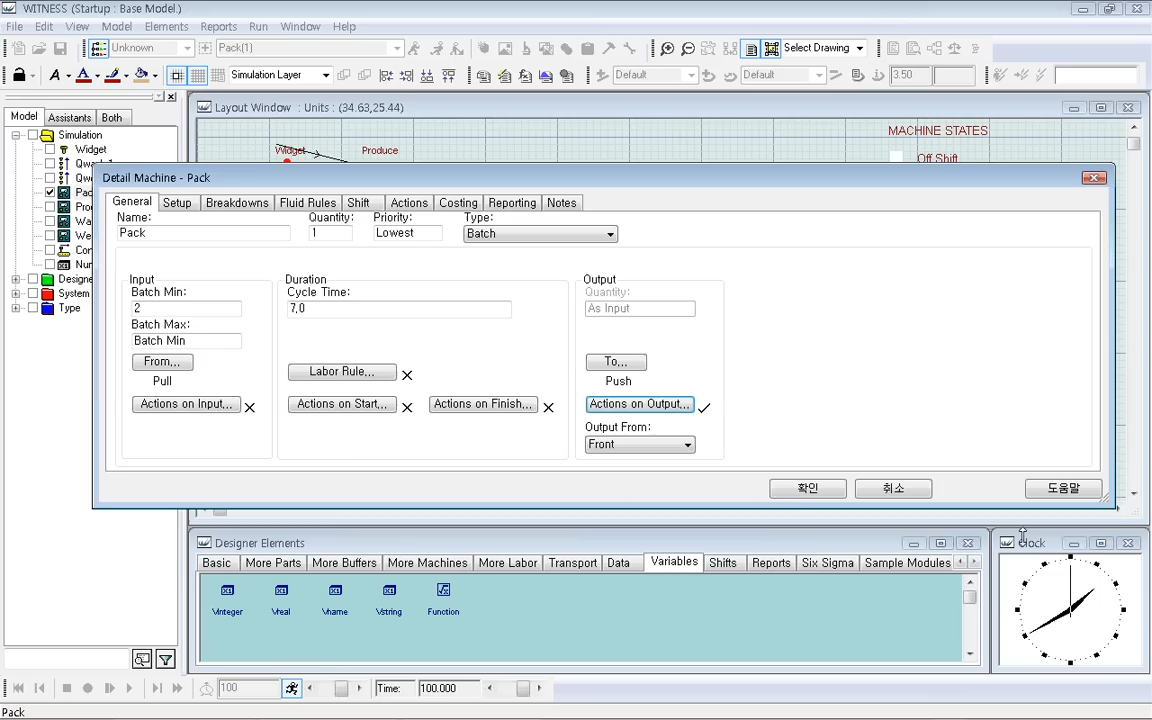 WITNESS (Startup : Base Model.)
File Edit View Model Elements Reports Run Window Help
Unknown Pack(1) Select Drawing Default Default 3.50
A A Simulation Layer
Model Assistants Both
Layout Window : Units : (34.63,25.44)
Simulation
Widget
Widget Produce MACHINE STATES
Off Shift
Detail Machine - Pack
General Setup Breakdowns Fluid Rules Shift Actions Costing Reporting Notes
Name: Quantity: Priority: Type:
Pack 1 Lowest Batch
Input Duration Output
Batch Min: Cycle Time: Quantity:
2 7,0 As Input
Batch Max:
Batch Min
From,,, Labor Rule,,, To,,,
Pull Push
Actions on Input,,, Actions on Start,,, Actions on Finish,,, Actions on Output,,,
Output From:
Front
확인 취소 도움말
System
Type
Designer Elements
Clock
Basic More Parts More Buffers More Machines More Labor Transport Data Variables Shifts Reports Six Sigma Sample Modules
Vinteger Vreal Vname Vstring Function
100 Time: 100.000
Pack